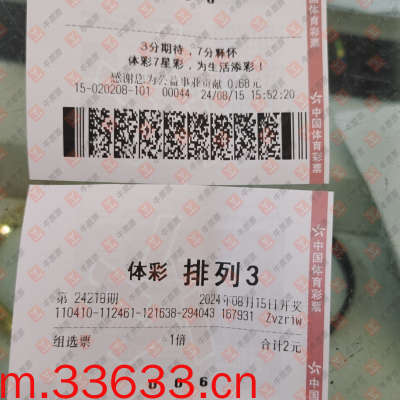 3分期待，7分释怀
体彩7星彩，为生活添彩！
感谢您为公益事业贡献 0.68元
15-020208-101 00044 24/08/15 15:52:20
中国体育彩票
体彩 排列3
第 24218期 2024年08月15日开奖
110410-112461-121638-294043 167931 Zvzriw
组选票 1倍 合计2元
中国体育彩票
m.33633.cn